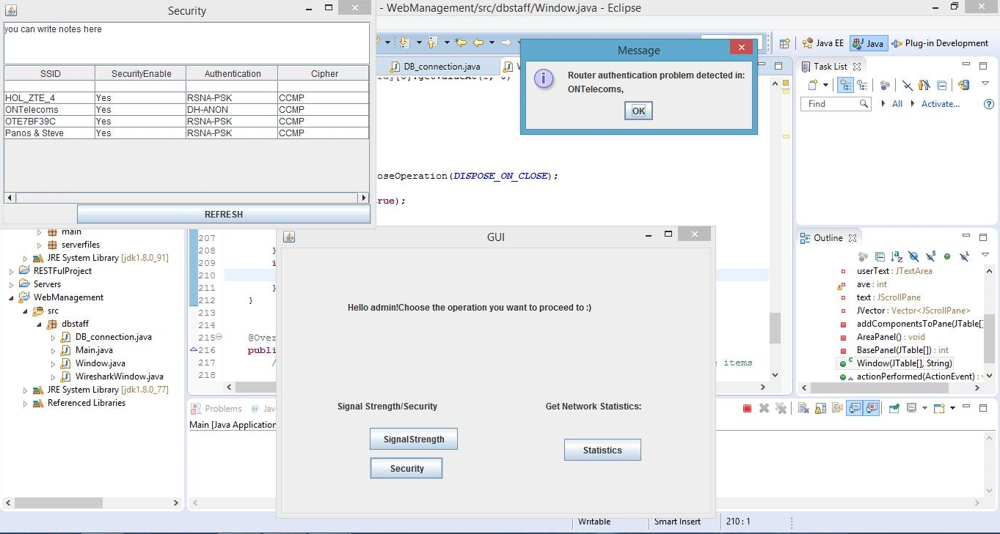 Security
you can write notes here
SSID SecurityEnable Authentication Cipher
HOL_ZTE_4 Yes RSNA-PSK CCMP
ONTelecoms Yes DH-ANON CCMP
OTE7BF39C Yes RSNA-PSK CCMP
Panos & Steve Yes RSNA-PSK CCMP
REFRESH
- WebManagement/src/dbstaff/Window.java - Eclipse
Java EE Java Plug-in Development
DB_connection.java
Message
Router authentication problem detected in:
ONTelecoms,
OK
Task List
Find All Activate...
oseOperation(DISPOSE_ON_CLOSE);
rue);
main
serverfiles
JRE System Library [jdk1.8.0_91]
RESTFulProject
Servers
WebManagement
src
dbstaff
DB_connection.java
Main.java
Window.java
WiresharkWindow.java
JRE System Library [jdk1.8.0_77]
Referenced Libraries
207
208 }
209 i
210
211 }
212 }
213
214
215 @Over
216 publi
217 / e items
218
GUI
Hello admin!Choose the operation you want to proceed to :)
Signal Strength/Security
SignalStrength
Security
Get Network Statistics:
Statistics
Outline
userText : JTextArea
ave : int
text : JScrollPane
JVector : Vector<JScrollPane>
addComponentsToPane(JTable[]
AreaPanel() : void
BasePanel(JTable[]) : int
Window(JTable[], String)
actionPerformed(ActionEvent) :
Problems @ Jav
Main [Java Application
Writable Smart Insert 210 : 1